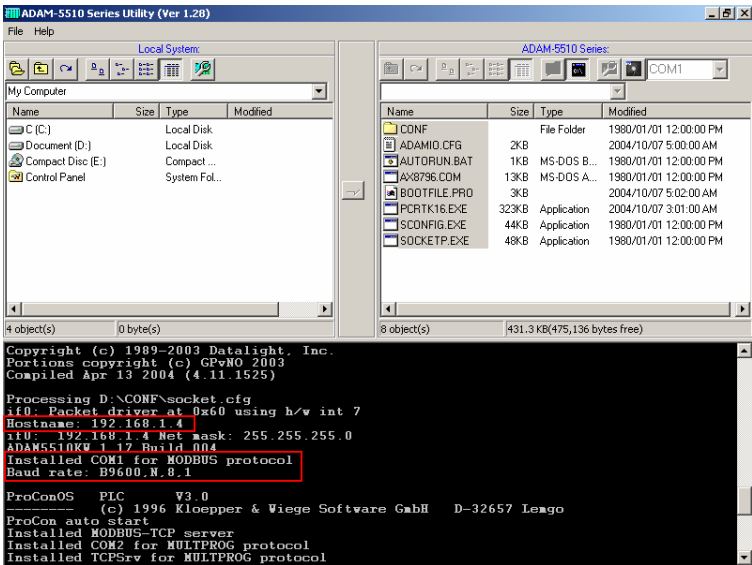 ADAM-5510 Series Utility (Ver 1.28)
File Help
Local System:
ADAM-5510 Series:
COM1
My Computer
Name Size Type Modified
C (C:) Local Disk
Document (D:) Local Disk
Compact Disc (E:) Compact ...
Control Panel System Fol...
Name Size Type Modified
CONF File Folder 1980/01/01 12:00:00 PM
ADAMIO.CFG 2KB 2004/10/07 5:00:00 AM
AUTORUN.BAT 1KB MS-DOS B... 1980/01/01 12:00:00 PM
AX8796.COM 13KB MS-DOS A... 1980/01/01 12:00:00 PM
BOOTFILE.PRO 3KB 2004/10/07 5:02:00 AM
PCRTK16.EXE 323KB Application 2004/10/07 3:01:00 AM
SCONFIG.EXE 44KB Application 1980/01/01 12:00:00 PM
SOCKETP.EXE 48KB Application 1980/01/01 12:00:00 PM
4 object(s) 0 byte(s)
8 object(s) 431.3 KB(475,136 bytes free)
Copyright (c) 1989-2003 Datalight, Inc.
Portions copyright (c) GPvNO 2003
Compiled Apr 13 2004 (4.11.1525)
Processing D:\CONF\socket.cfg
if0: Packet driver at 0x60 using h/w int 7
Hostname: 192.168.1.4
if0: 192.168.1.4 Net mask: 255.255.255.0
ADAM5510KW 1.17 Build 004
Installed COM1 for MODBUS protocol
Baud rate: B9600,N,8,1
ProConOS PLC V3.0
-------- (c) 1996 Kloepper & Wiege Software GmbH D-32657 Lemgo
ProCon auto start
Installed MODBUS-TCP server
Installed COM2 for MULTPROG protocol
Installed TCPSrv for MULTPROG protocol